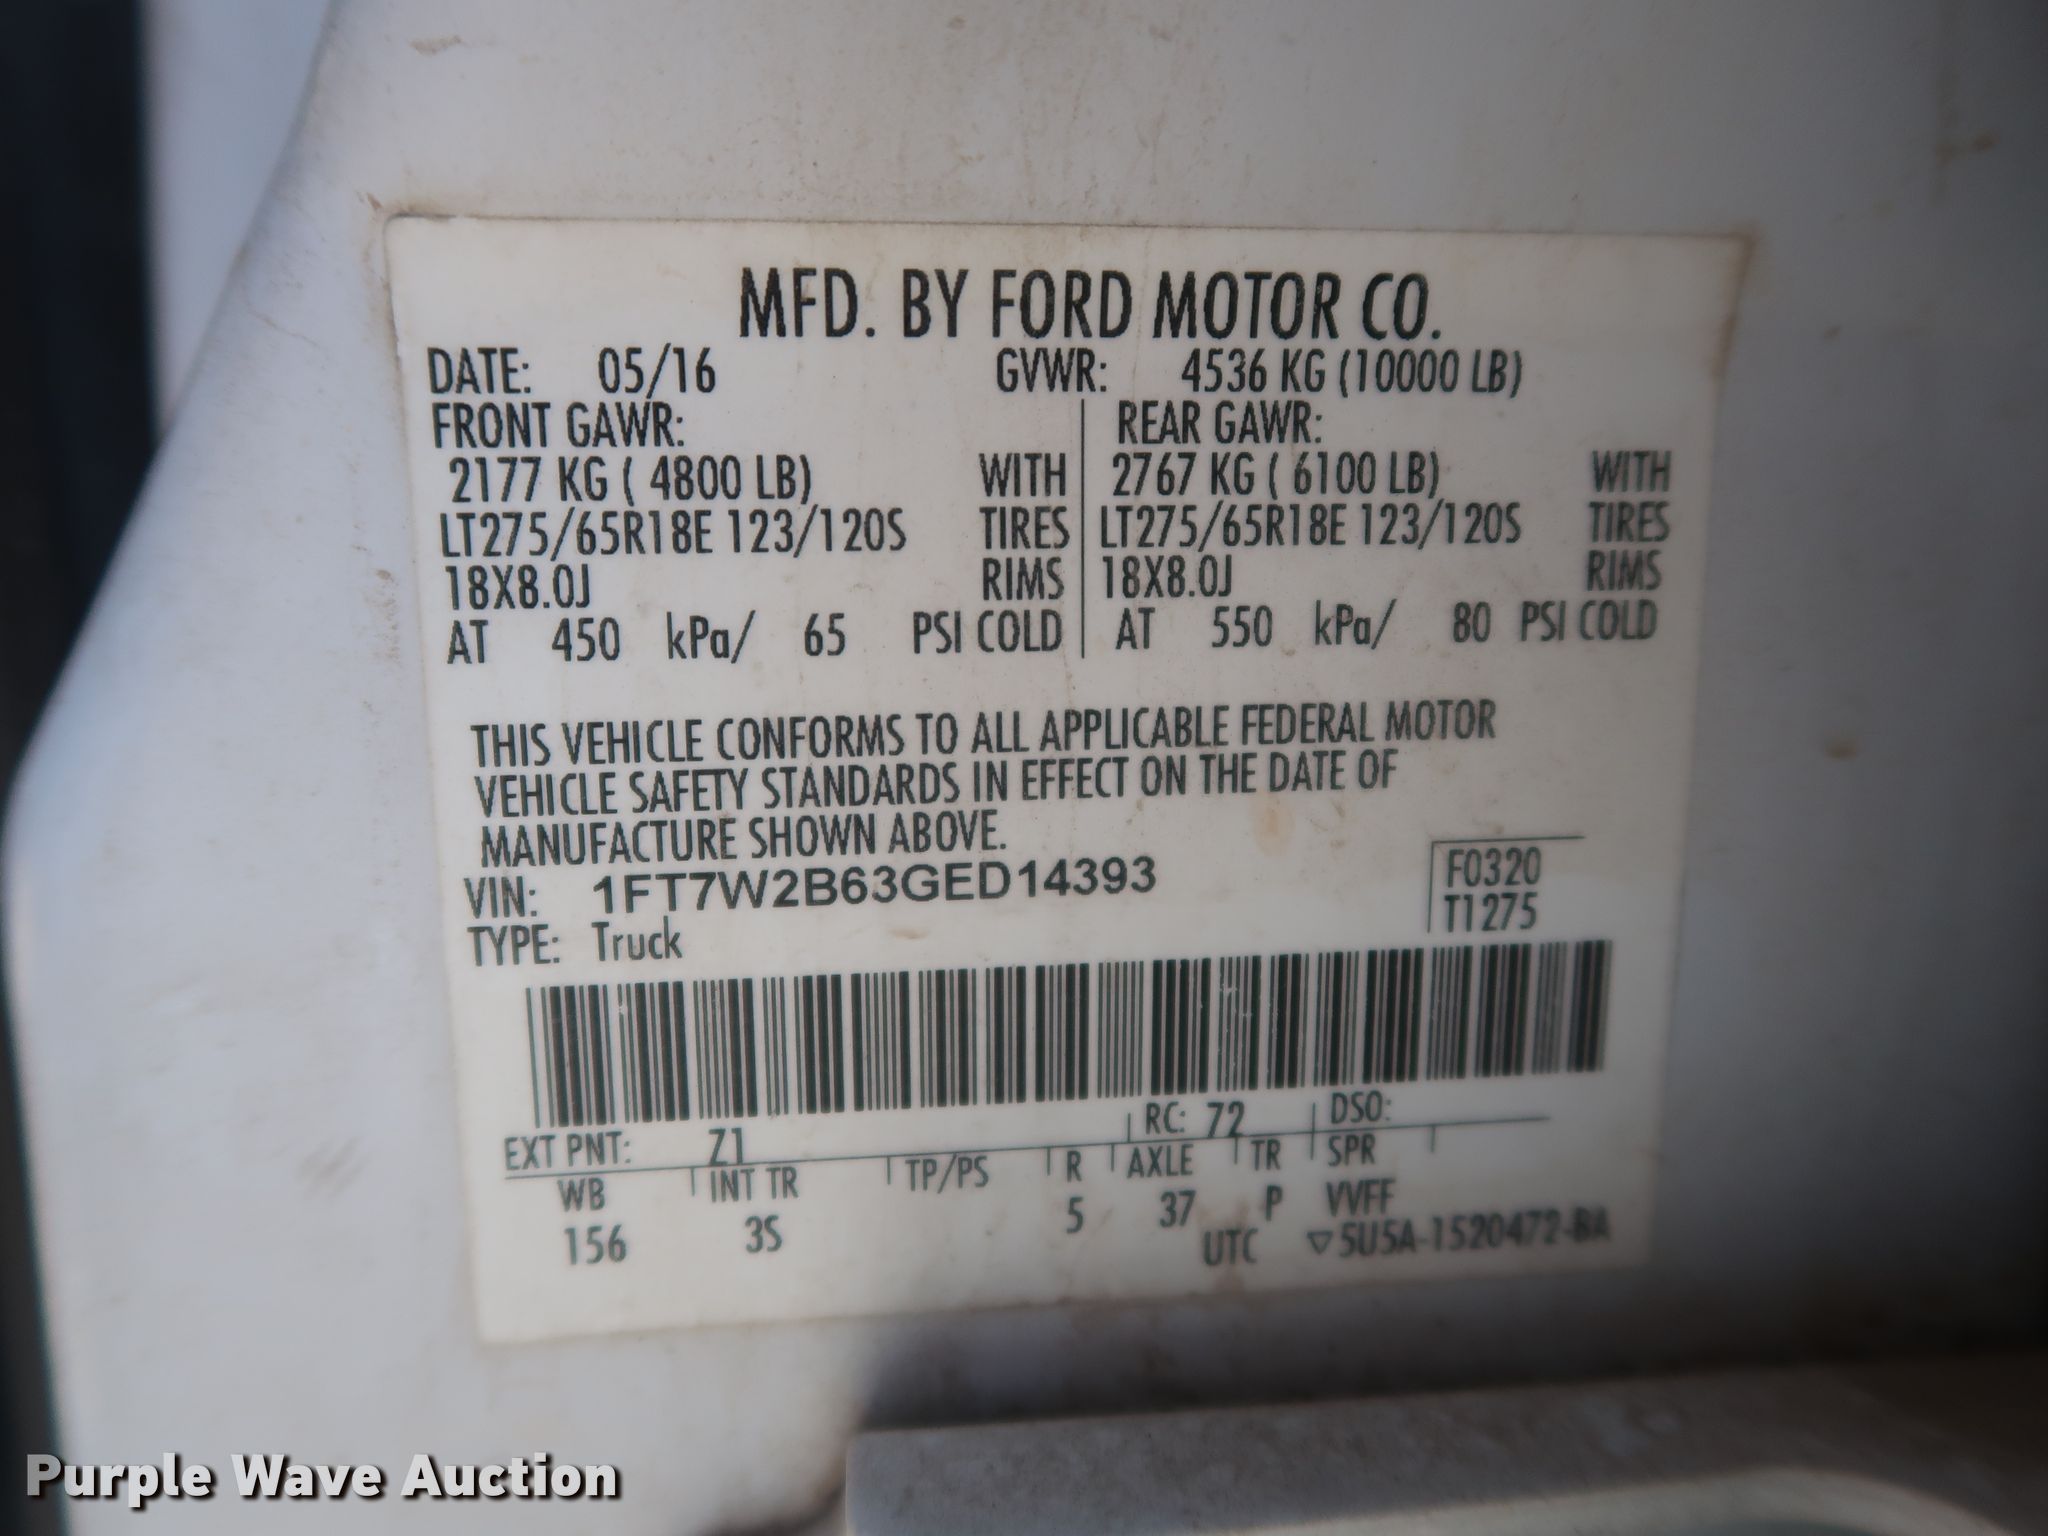 MFD. BY FORD MOTOR CO.
DATE: 05/16 GVWR: 4536 KG (10000 LB)
FRONT GAWR: REAR GAWR:
2177 KG ( 4800 LB) WITH 2767 KG ( 6100 LB) WITH
LT275/65R18E 123/120S TIRES LT275/65R18E 123/120S TIRES
18X8.0J RIMS 18X8.0J RIMS
AT 450 kPa/ 65 PSI COLD AT 550 kPa/ 80 PSI COLD
THIS VEHICLE CONFORMS TO ALL APPLICABLE FEDERAL MOTOR
VEHICLE SAFETY STANDARDS IN EFFECT ON THE DATE OF
MANUFACTURE SHOWN ABOVE.
VIN: 1FT7W2B63GED14393 F0320
TYPE: Truck T1275
EXT PNT: Z1 RC: 72 DSO:
WB INT TR TP/PS R AXLE TR SPR
156 3S 5 37 P VVFF
UTC ▽5U5A-1520472-BA
Purple Wave Auction